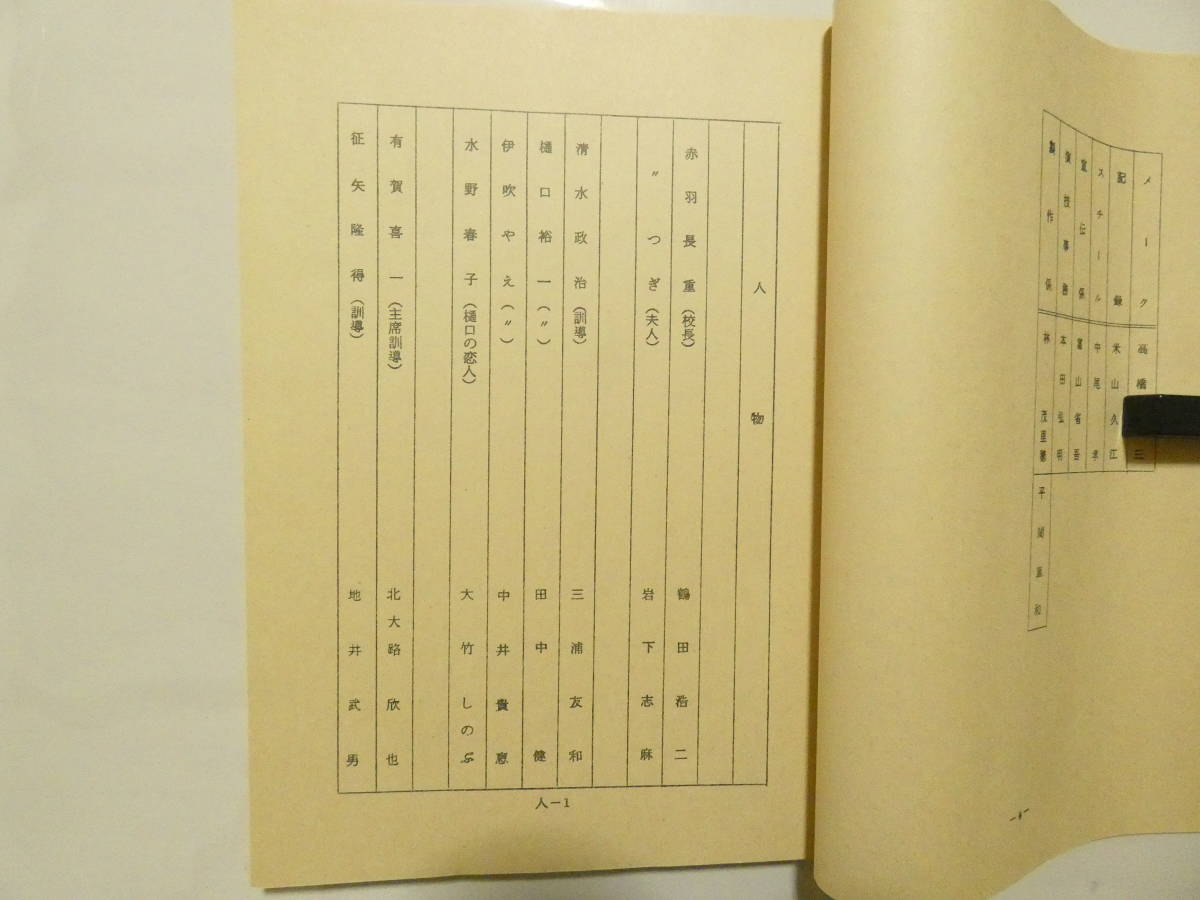 メーク 高橋 三
記録 米山久江
スチール 中尾孝
宣伝係 冨山省吾
演技事務 本田弘明
製作係 林 茂里 平岡重和
人物
赤羽長重(校長) 鶴田浩二
〃 つぎ(夫人) 岩下志麻
清水政治(訓導) 三浦友和
樋口裕一(〃) 田中健
伊吹やえ(〃) 中井貴恵
水野春子(樋口の恋人) 大竹しのぶ
有賀喜一(主席訓導) 北大路欣也
征矢隆得(訓導) 地井武男
人-1